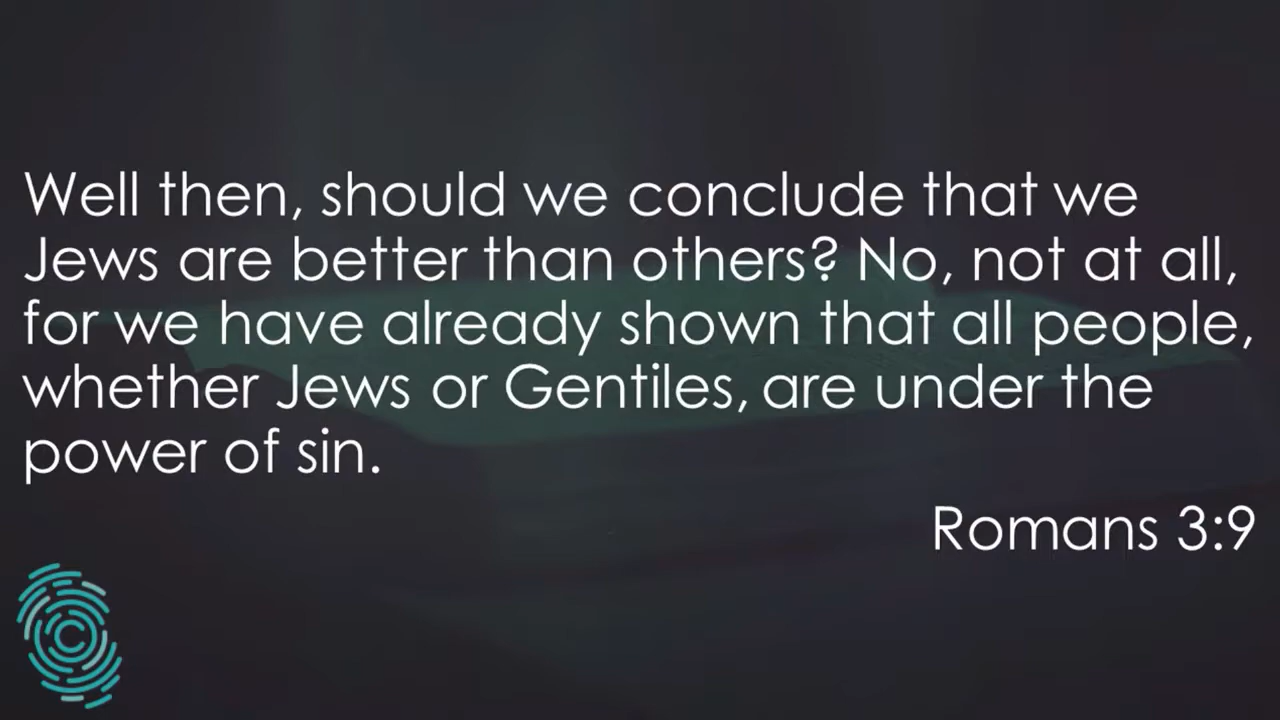 Well then, should we conclude that we
Jews are better than others? No, not at all,
for we have already shown that all people,
whether Jews or Gentiles, are under the
power of sin.
Romans 3:9